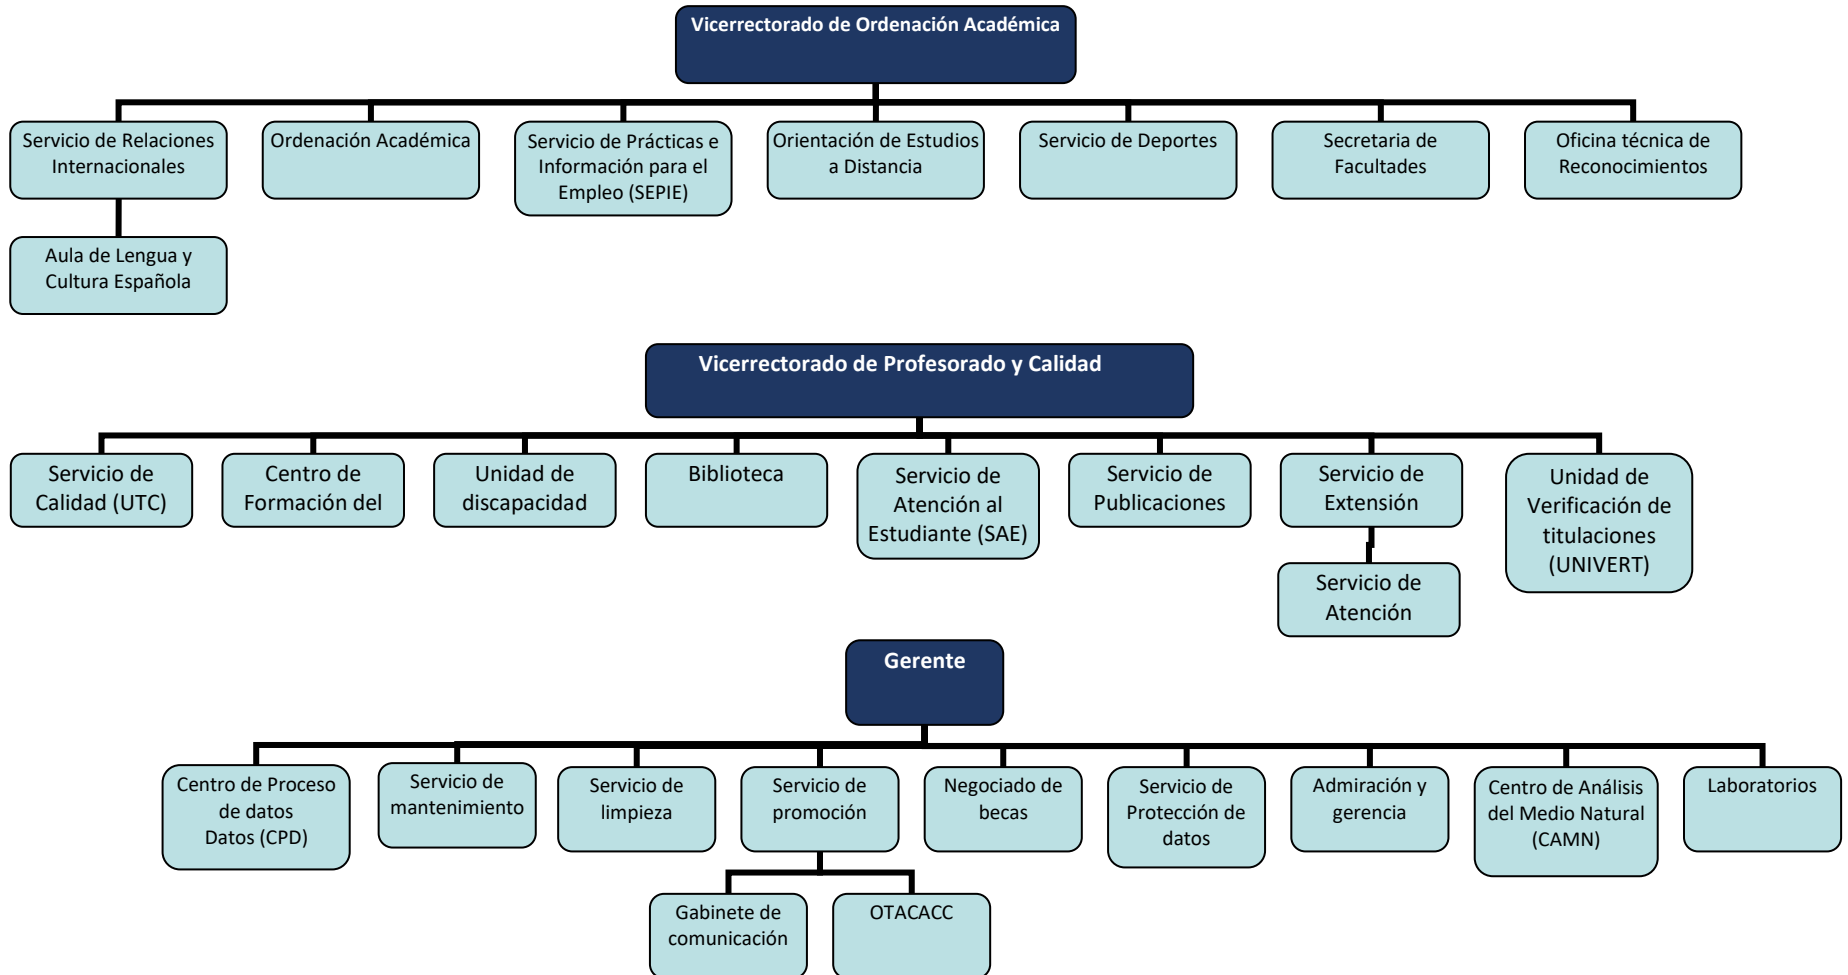 Vicerrectorado de Ordenación Académica
Servicio de Relaciones
Internacionales
Ordenación Académica
Servicio de Prácticas e
Información para el
Empleo (SEPIE)
Orientación de Estudios
a Distancia
Servicio de Deportes
Secretaria de
Facultades
Oficina técnica de
Reconocimientos
Aula de Lengua y
Cultura Española
Vicerrectorado de Profesorado y Calidad
Servicio de
Calidad (UTC)
Centro de
Formación del
Unidad de
discapacidad
Biblioteca
Servicio de
Atención al
Estudiante (SAE)
Servicio de
Publicaciones
Servicio de
Extensión
Unidad de
Verificación de
titulaciones
(UNIVERT)
Servicio de
Atención
Gerente
Centro de Proceso
de datos
Datos (CPD)
Servicio de
mantenimiento
Servicio de
limpieza
Servicio de
promoción
Negociado de
becas
Servicio de
Protección de
datos
Admiración y
gerencia
Centro de Análisis
del Medio Natural
(CAMN)
Laboratorios
Gabinete de
comunicación
OTACACC